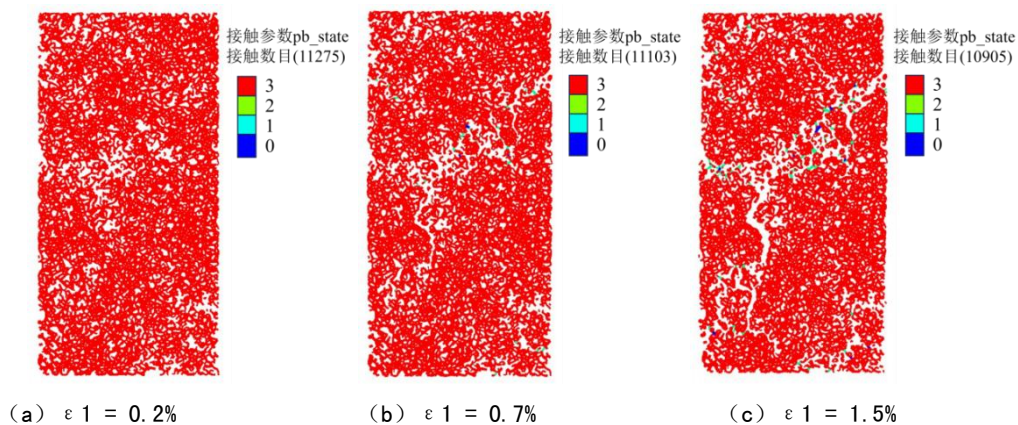 接触参数pb_state
接触数目(11275)
3
2
1
0
接触参数pb_state
接触数目(11103)
3
2
1
0
接触参数pb_state
接触数目(10905)
3
2
1
0
（a）ε1 = 0.2%
（b）ε1 = 0.7%
（c）ε1 = 1.5%